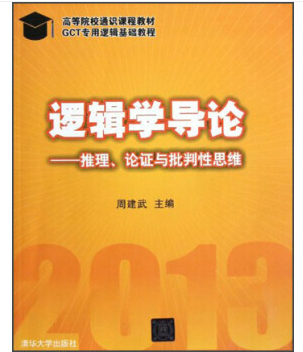 高等院校通识课程教材
GCT专用逻辑基础教程
逻辑学导论
——推理、论证与批判性思维
周建武 主编
2013
清华大学出版社